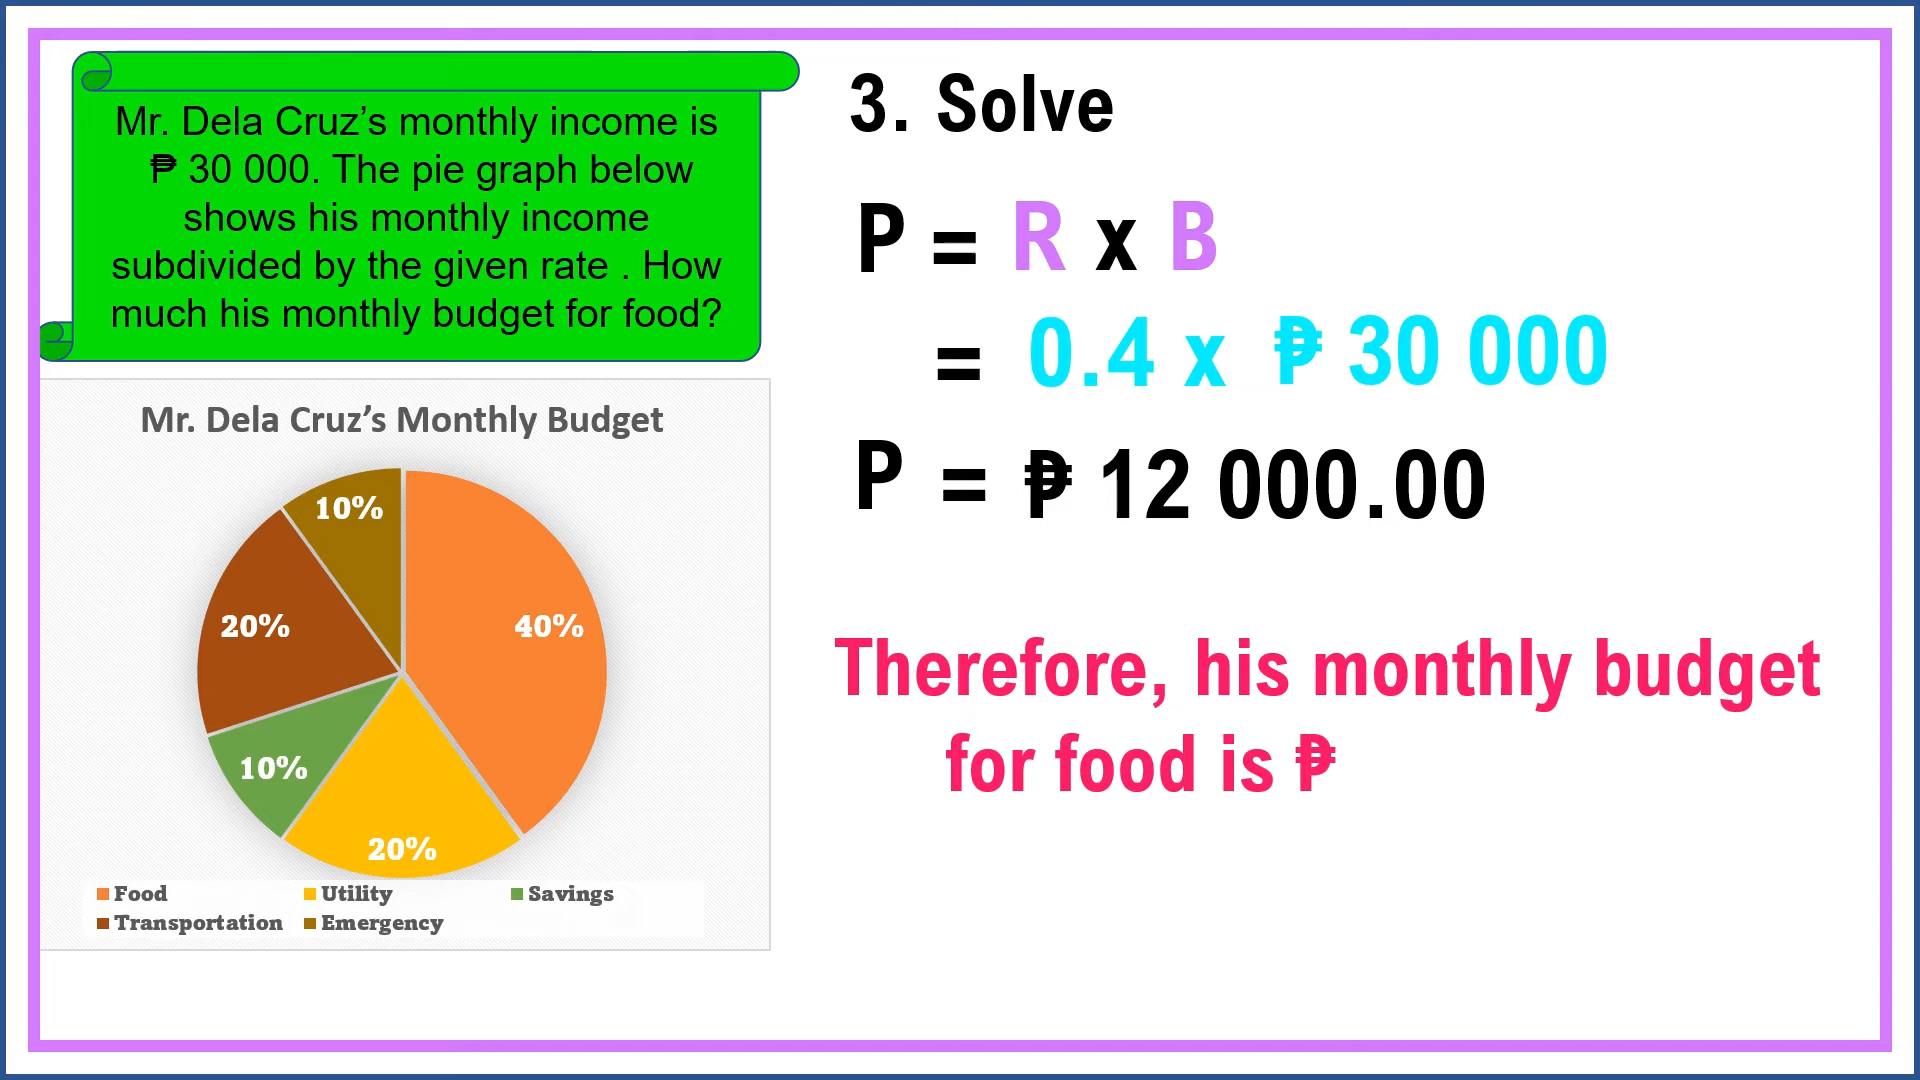 Mr. Dela Cruz’s monthly income is
₱ 30 000. The pie graph below
shows his monthly income
subdivided by the given rate . How
much his monthly budget for food?
Mr. Dela Cruz’s Monthly Budget
10%
40%
20%
10%
20%
Food
Utility
Savings
Transportation
Emergency
3. Solve
P = R x B
= 0.4 x ₱ 30 000
P = ₱ 12 000.00
Therefore, his monthly budget
for food is ₱